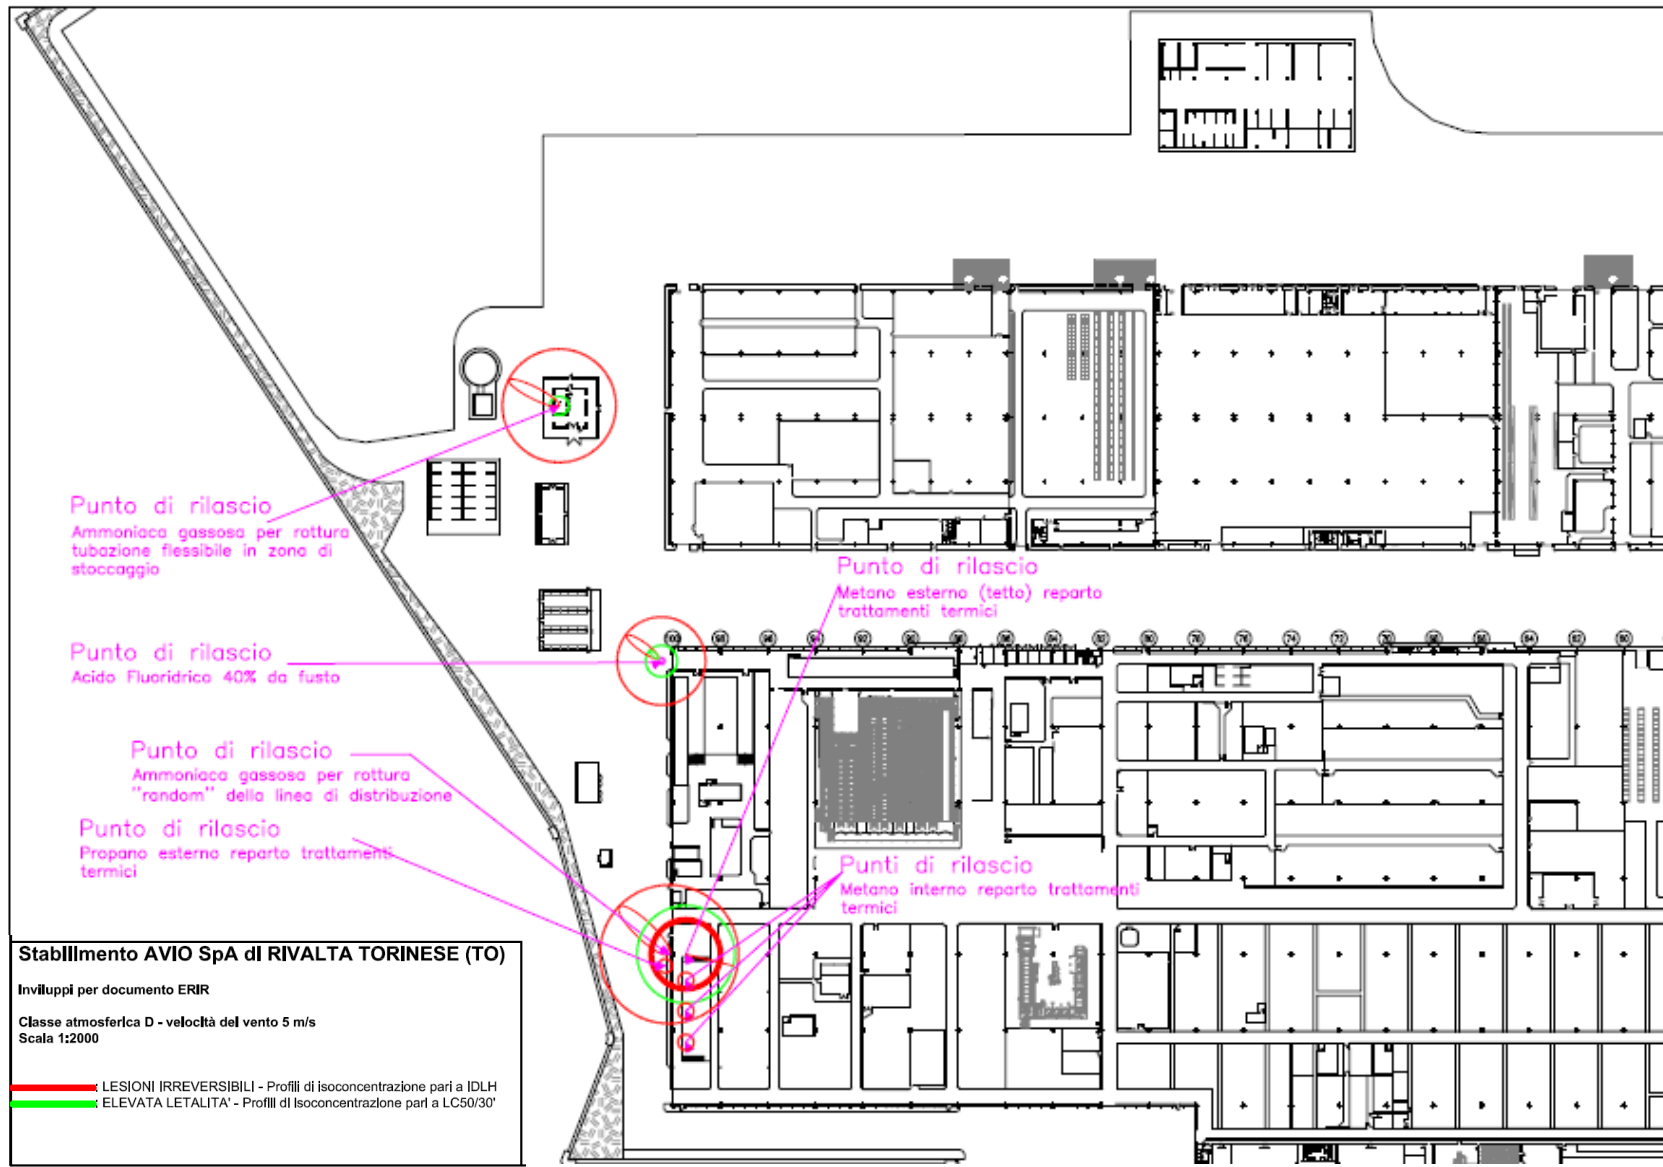 Punto di rilascio
Ammoniaca gassosa per rottura
tubazione flessibile in zona di
stoccaggio
Punto di rilascio
Metano esterno (tetto) reparto
trattamenti termici
Punto di rilascio
Acido Fluoridrico 40% da fusto
Punto di rilascio
Ammoniaca gassosa per rottura
"random" della linea di distribuzione
Punto di rilascio
Propano esterno reparto trattamenti
termici
Punti di rilascio
Metano interno reparto trattamenti
termici
Stabilimento AVIO SpA di RIVALTA TORINESE (TO)
Inviluppi per documento ERIR
Classe atmosferica D - velocità del vento 5 m/s
Scala 1:2000
: LESIONI IRREVERSIBILI - Profili di isoconcentrazione pari a IDLH
: ELEVATA LETALITA' - Profili di isoconcentrazione pari a LC50/30'